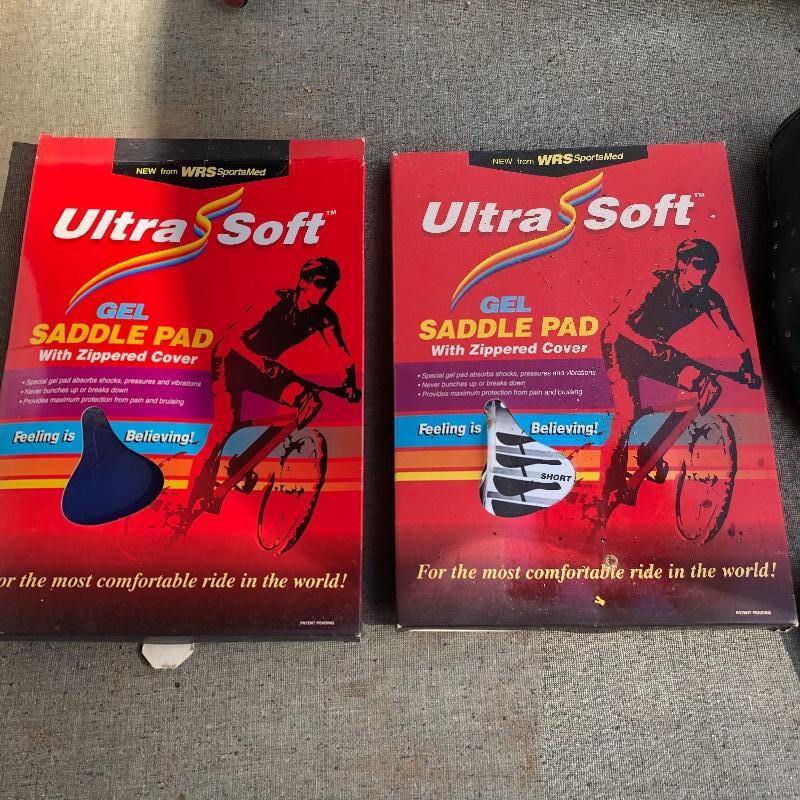 NEW from WRS SportsMed
Ultra Soft™
GEL
SADDLE PAD
With Zippered Cover
• Special gel pad absorbs shocks, pressures and vibrations
• Never bunches up or breaks down
• Provides maximum protection from pain and bruising
Feeling is Believing!
or the most comfortable ride in the world!
PATENT PENDING
NEW from WRS SportsMed
Ultra Soft™
GEL
SADDLE PAD
With Zippered Cover
• Special gel pad absorbs shocks, pressures and vibrations
• Never bunches up or breaks down
• Provides maximum protection from pain and bruising
Feeling is Believing!
SHORT
For the most comfortable ride in the world!
PATENT PENDING